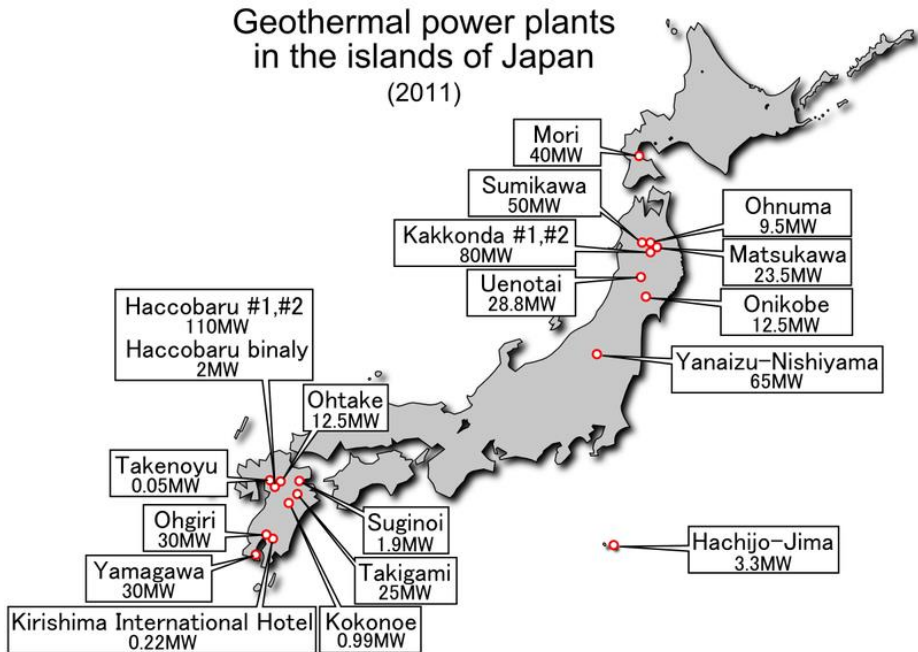 Geothermal power plants
in the islands of Japan
(2011)
Mori
40MW
Sumikawa
50MW
Ohnuma
9.5MW
Kakkonda #1,#2
80MW
Matsukawa
23.5MW
Uenotai
28.8MW
Onikobe
12.5MW
Haccobaru #1,#2
110MW
Haccobaru binaly
2MW
Yanaizu-Nishiyama
65MW
Ohtake
12.5MW
Takenoyu
0.05MW
Suginoi
1.9MW
Ohgiri
30MW
Hachijo-Jima
3.3MW
Yamagawa
30MW
Takigami
25MW
Kirishima International Hotel
0.22MW
Kokonoe
0.99MW